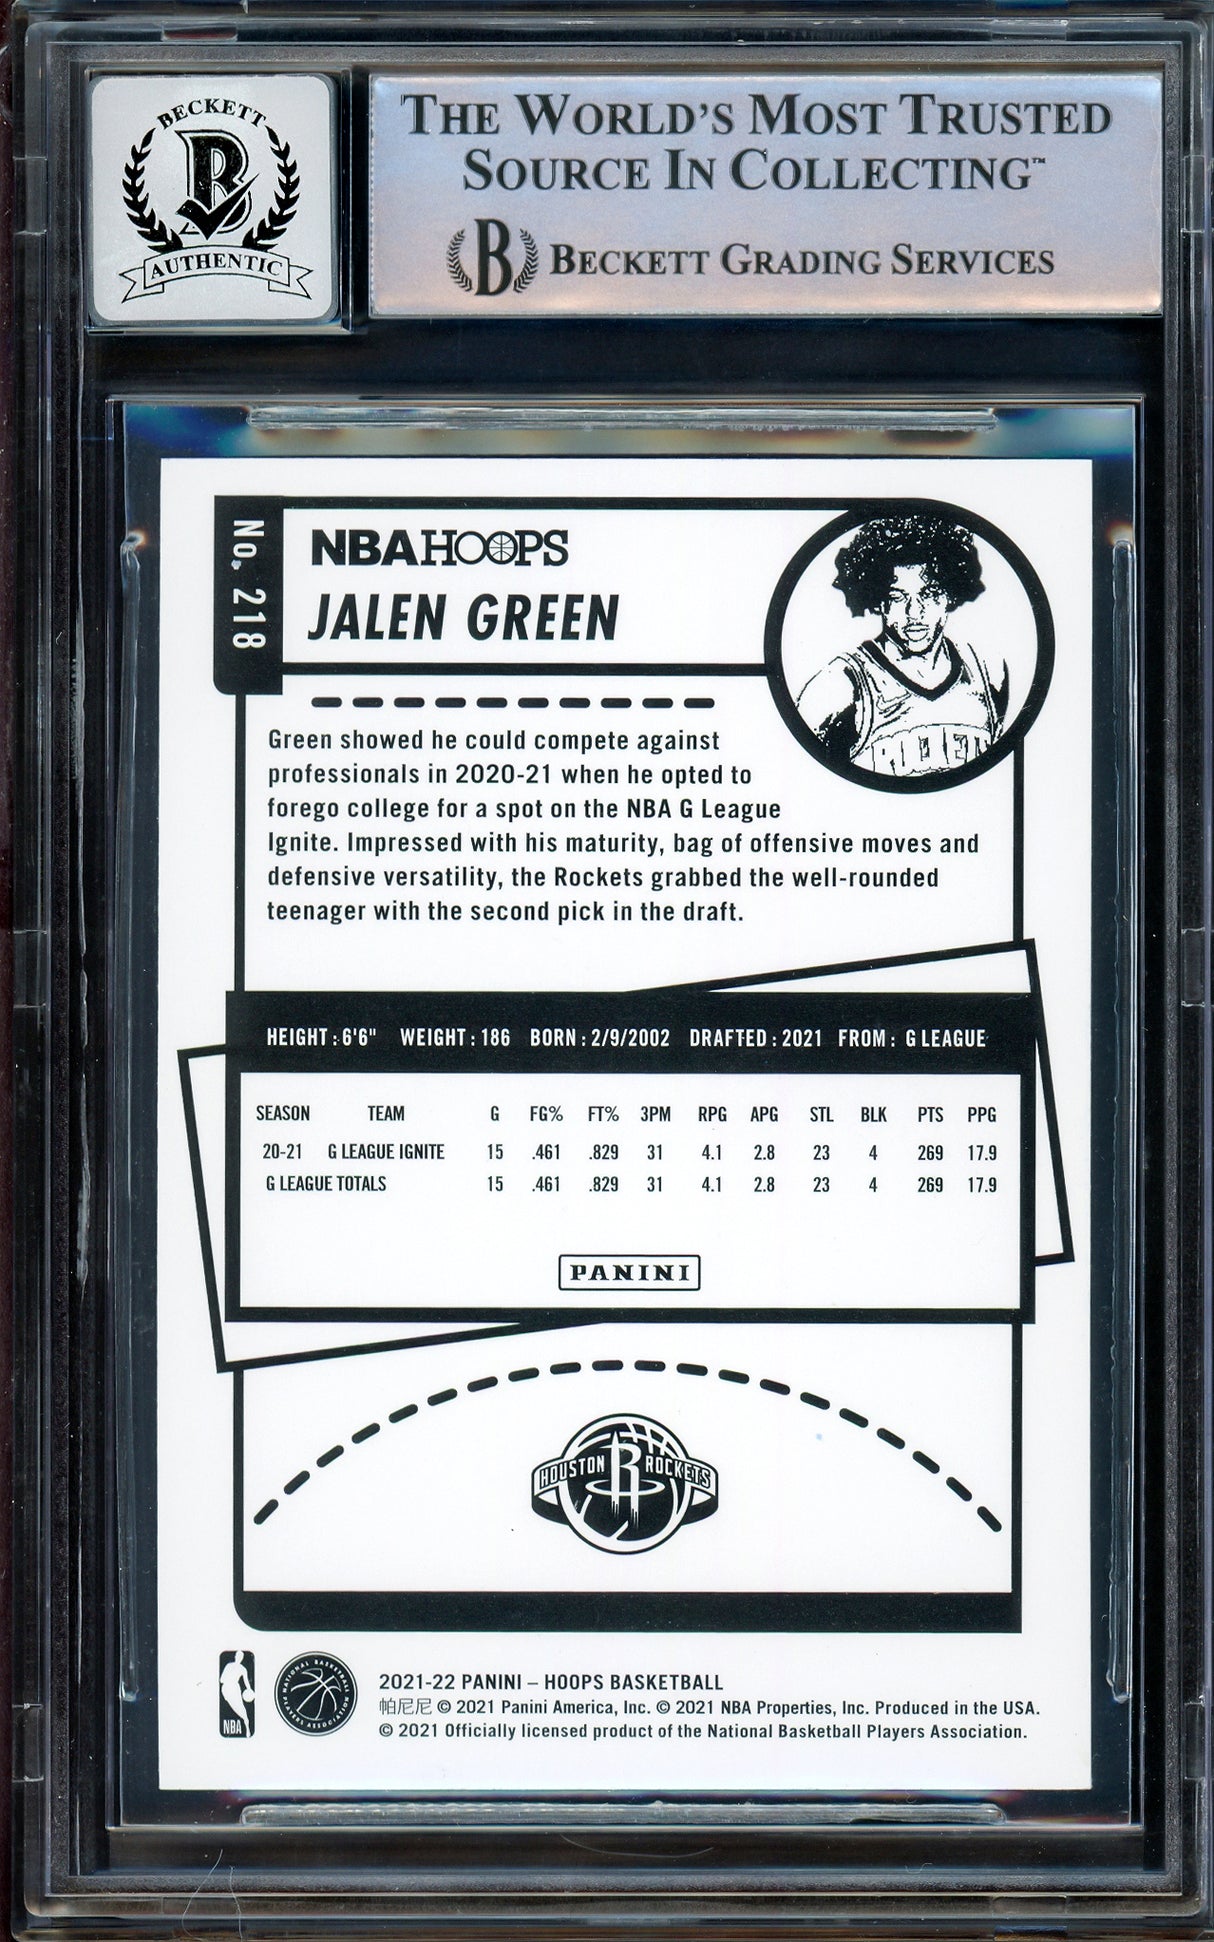 BECKETT
B
AUTHENTIC
THE WORLD'S MOST TRUSTED
SOURCE IN COLLECTING™
B BECKETT GRADING SERVICES
No. 218
NBA HOOPS
JALEN GREEN
Green showed he could compete against
professionals in 2020-21 when he opted to
forego college for a spot on the NBA G League
Ignite. Impressed with his maturity, bag of offensive moves and
defensive versatility, the Rockets grabbed the well-rounded
teenager with the second pick in the draft.
HEIGHT: 6'6" WEIGHT: 186 BORN: 2/9/2002 DRAFTED: 2021 FROM: G LEAGUE
SEASON TEAM G FG% FT% 3PM RPG APG STL BLK PTS PPG
20-21 G LEAGUE IGNITE 15 .461 .829 31 4.1 2.8 23 4 269 17.9
G LEAGUE TOTALS 15 .461 .829 31 4.1 2.8 23 4 269 17.9
PANINI
HOUSTON R ROCKETS
NBA
NATIONAL BASKETBALL PLAYERS ASSOCIATION
2021-22 PANINI – HOOPS BASKETBALL
帕尼尼 © 2021 Panini America, Inc. © 2021 NBA Properties, Inc. Produced in the USA.
© 2021 Officially licensed product of the National Basketball Players Association.